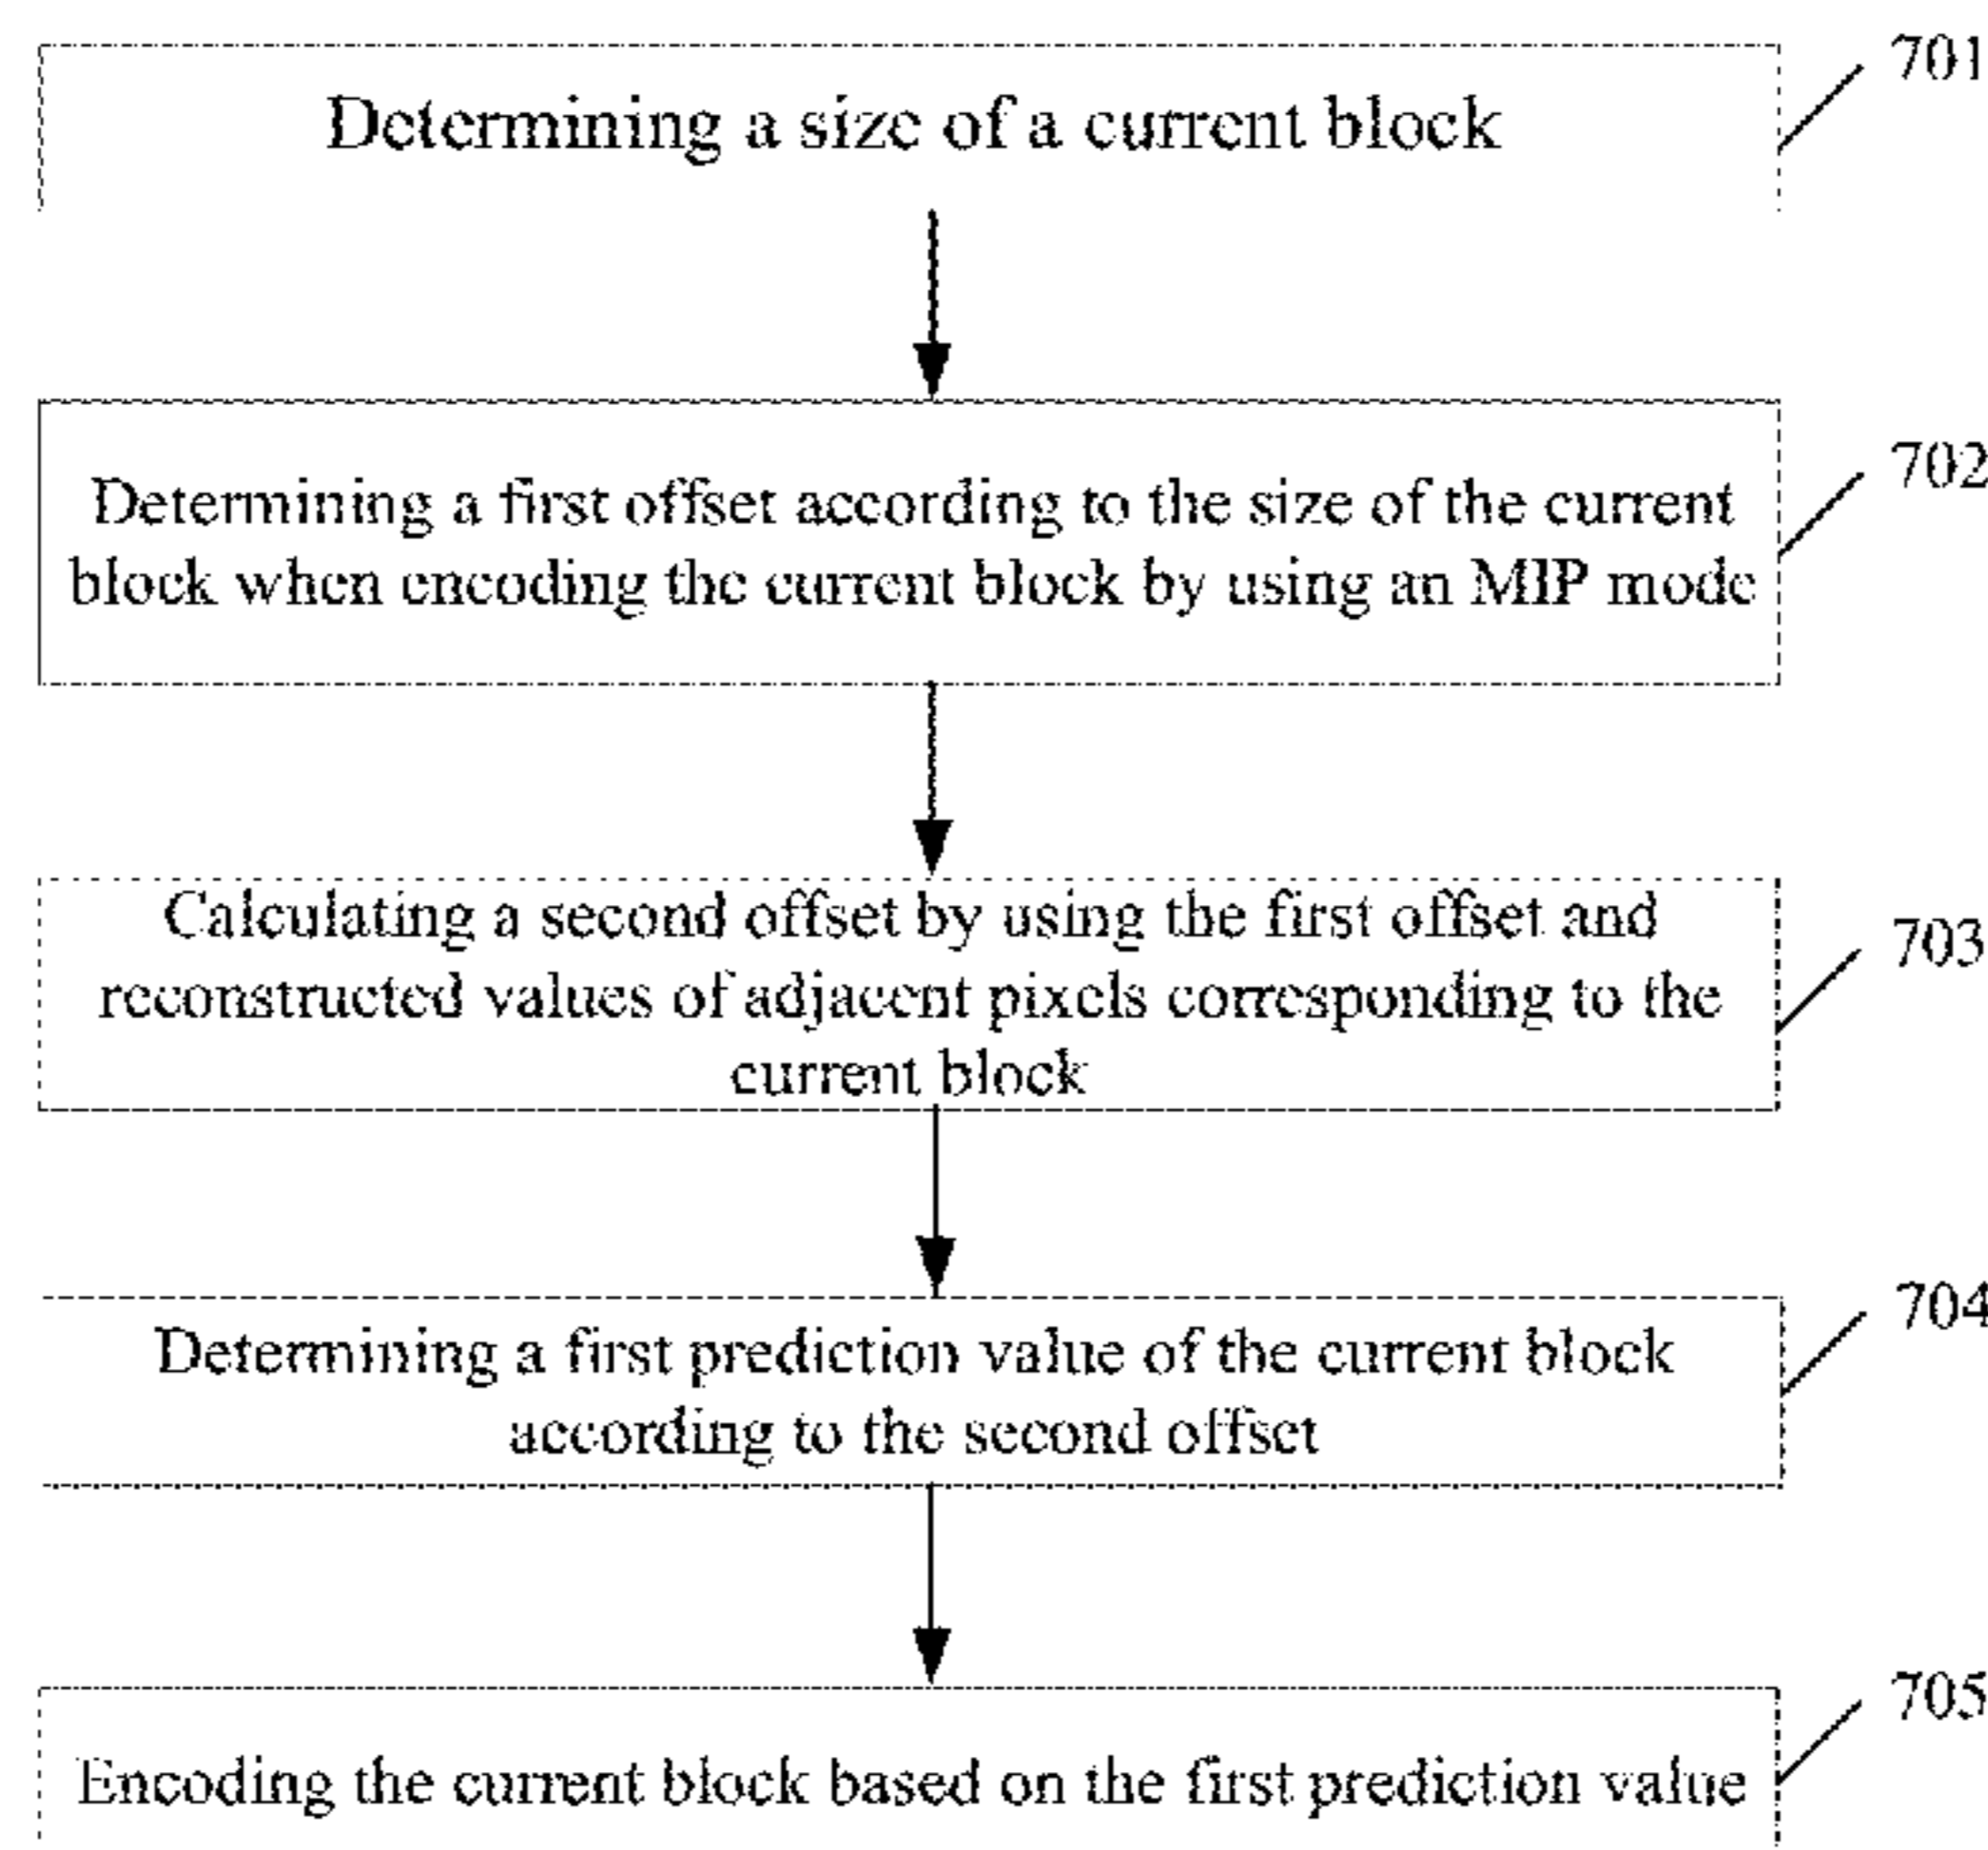 701
Determining a size of a current block
702
Determining a first offset according to the size of the current
block when encoding the current block by using an MIP mode
703
Calculating a second offset by using the first offset and
reconstructed values of adjacent pixels corresponding to the
current block
704
Determining a first prediction value of the current block
according to the second offset
705
Encoding the current block based on the first prediction value